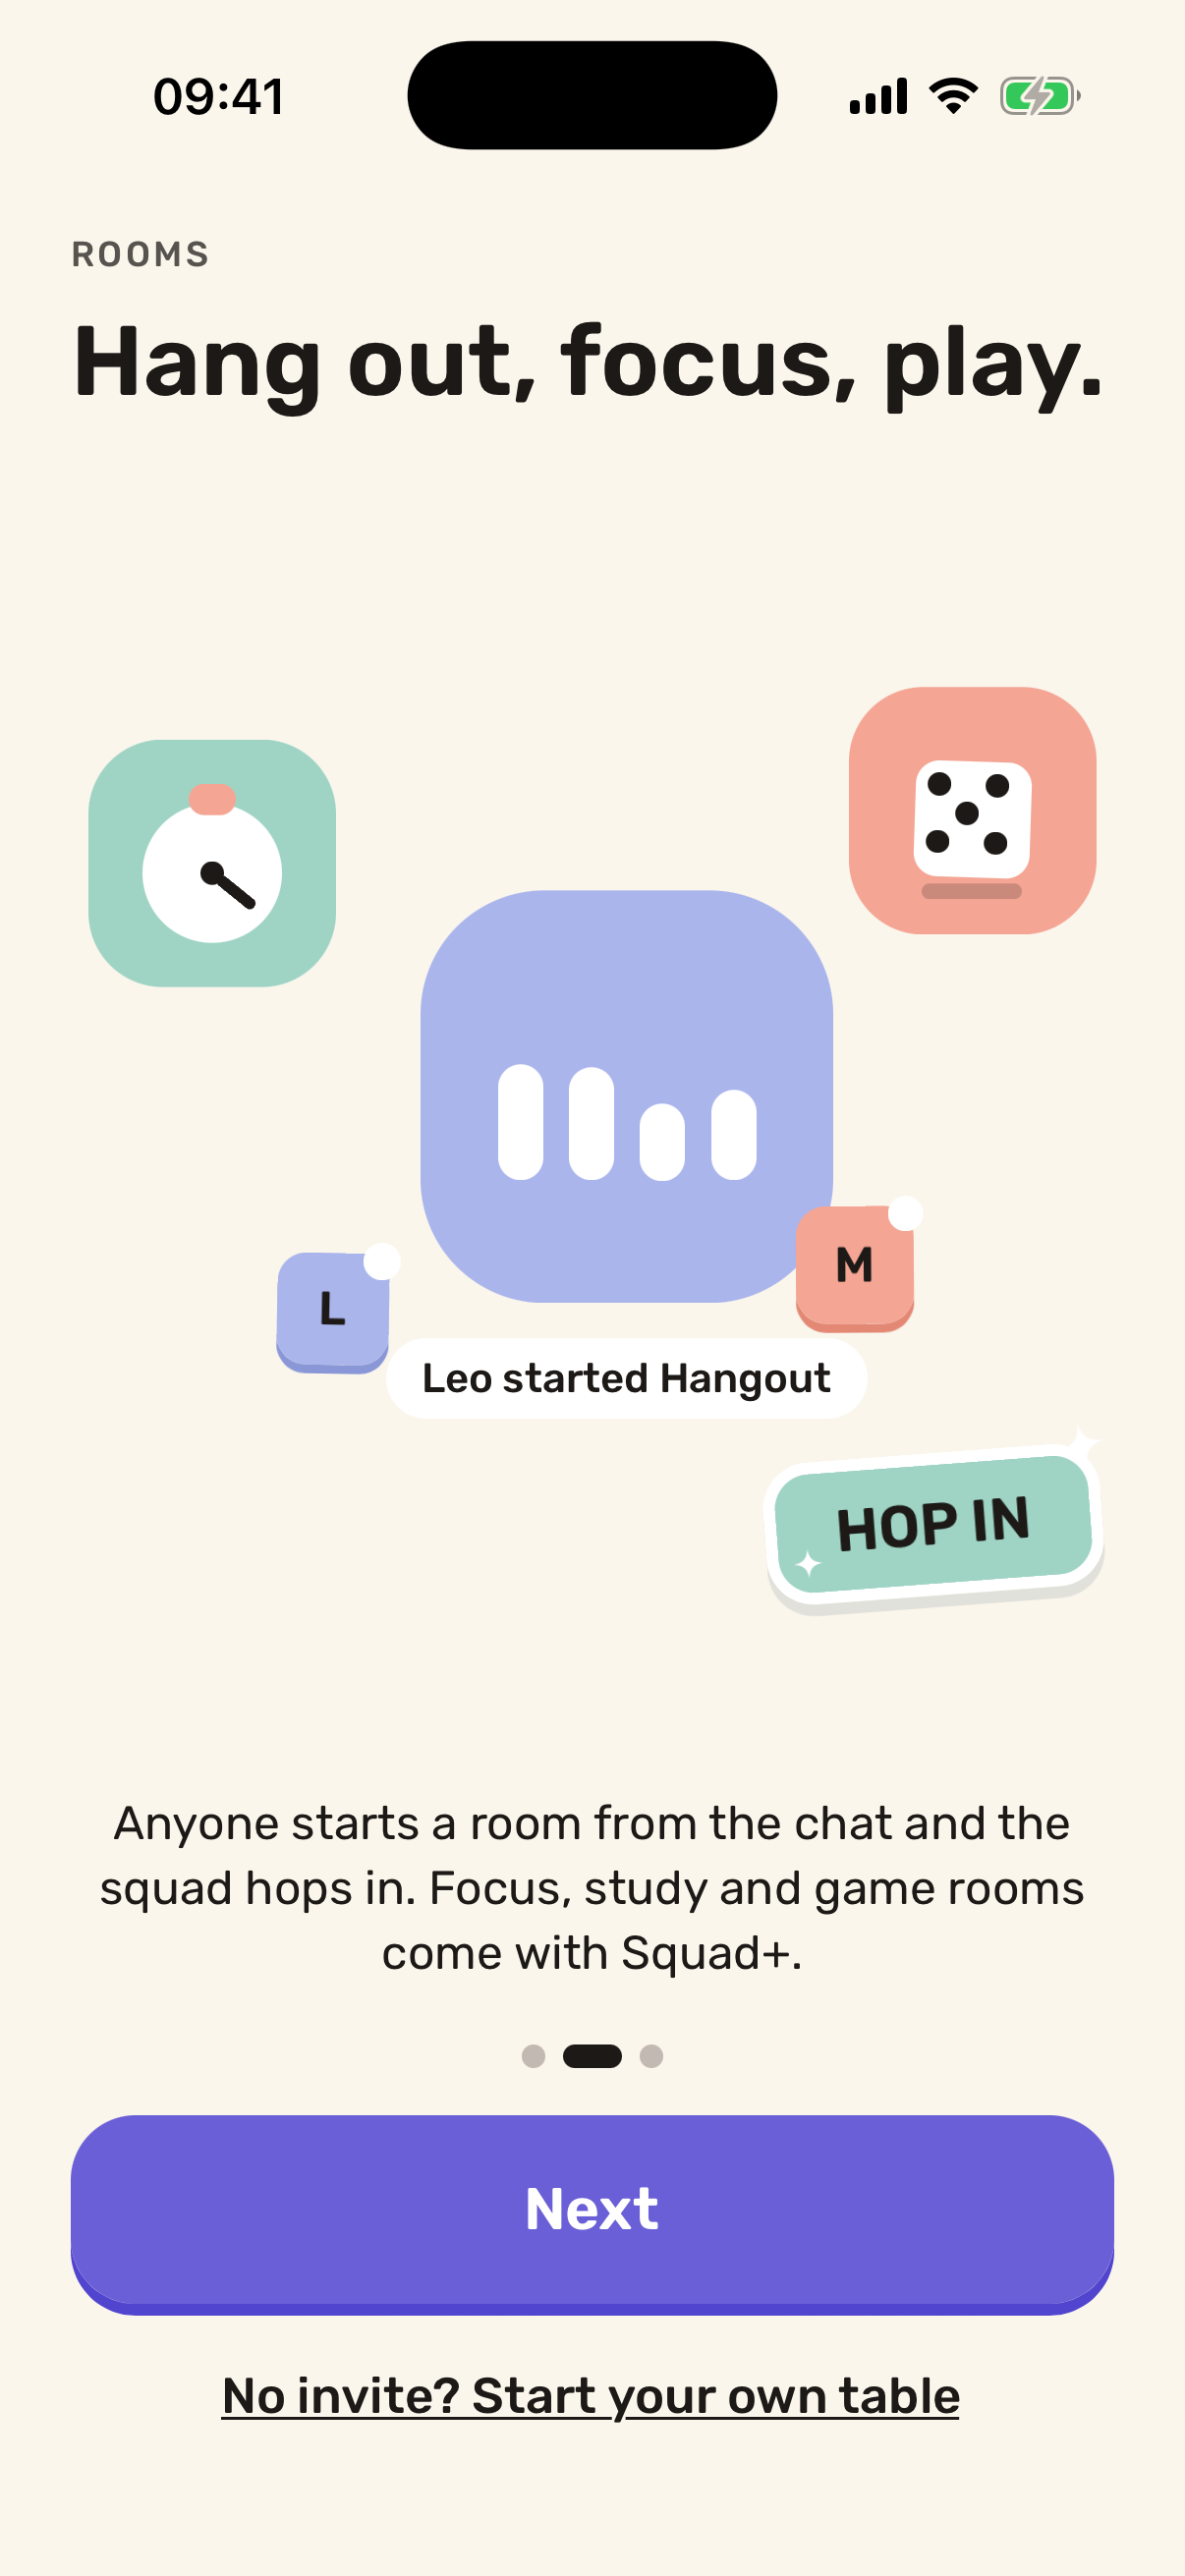 09:41
ROOMS
Hang out, focus, play.
L
M
Leo started Hangout
HOP IN
Anyone starts a room from the chat and the
squad hops in. Focus, study and game rooms
come with Squad+.
Next
No invite? Start your own table